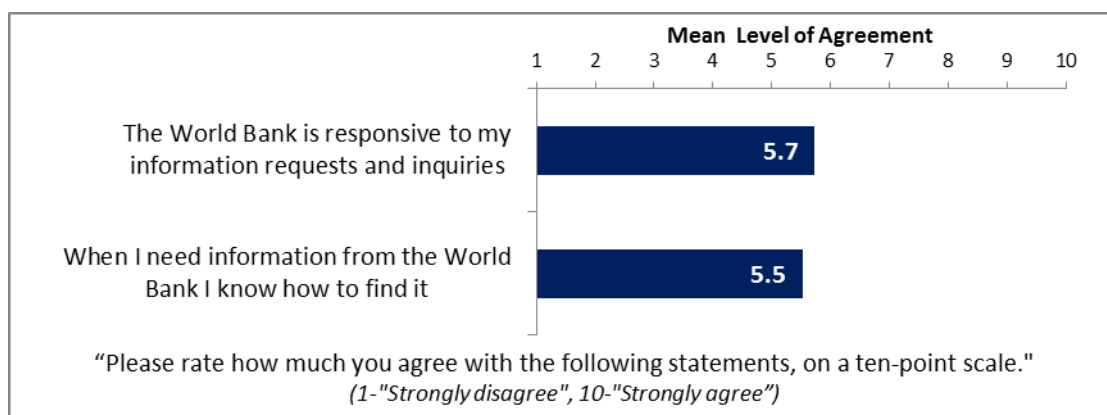 Mean Level of Agreement
1 2 3 4 5 6 7 8 9 10
The World Bank is responsive to my
information requests and inquiries
5.7
When I need information from the World
Bank I know how to find it
5.5
“Please rate how much you agree with the following statements, on a ten-point scale."
(1-"Strongly disagree", 10-"Strongly agree”)